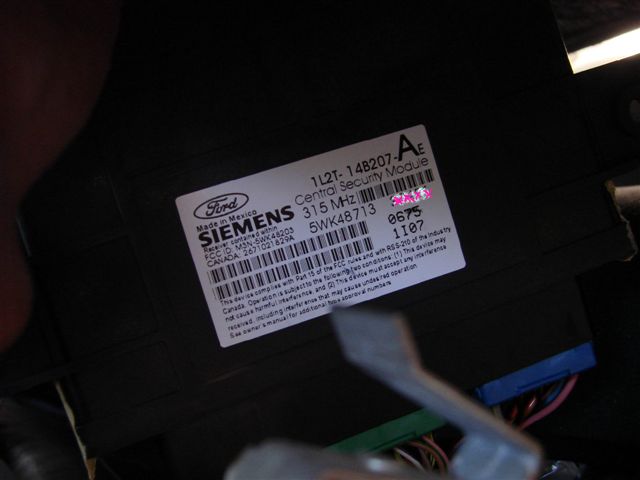 1L2T-14B207-AE
Central Security Module
Ford
Made in Mexico
315 MHz
SIEMENS
5WK48713
0675
1I07
Receiver contained within
FCC ID: M3N-5WK48203
CANADA: 2671021829A
This device complies with Part 15 of the FCC rules and with RSS-210 of the Industry
Canada. Operation is subject to the following two conditions: (1) This device may
not cause harmful interference, and (2) This device must accept any interference
received, including interference that may cause undesired operation
See owner's manual for additional type approval numbers